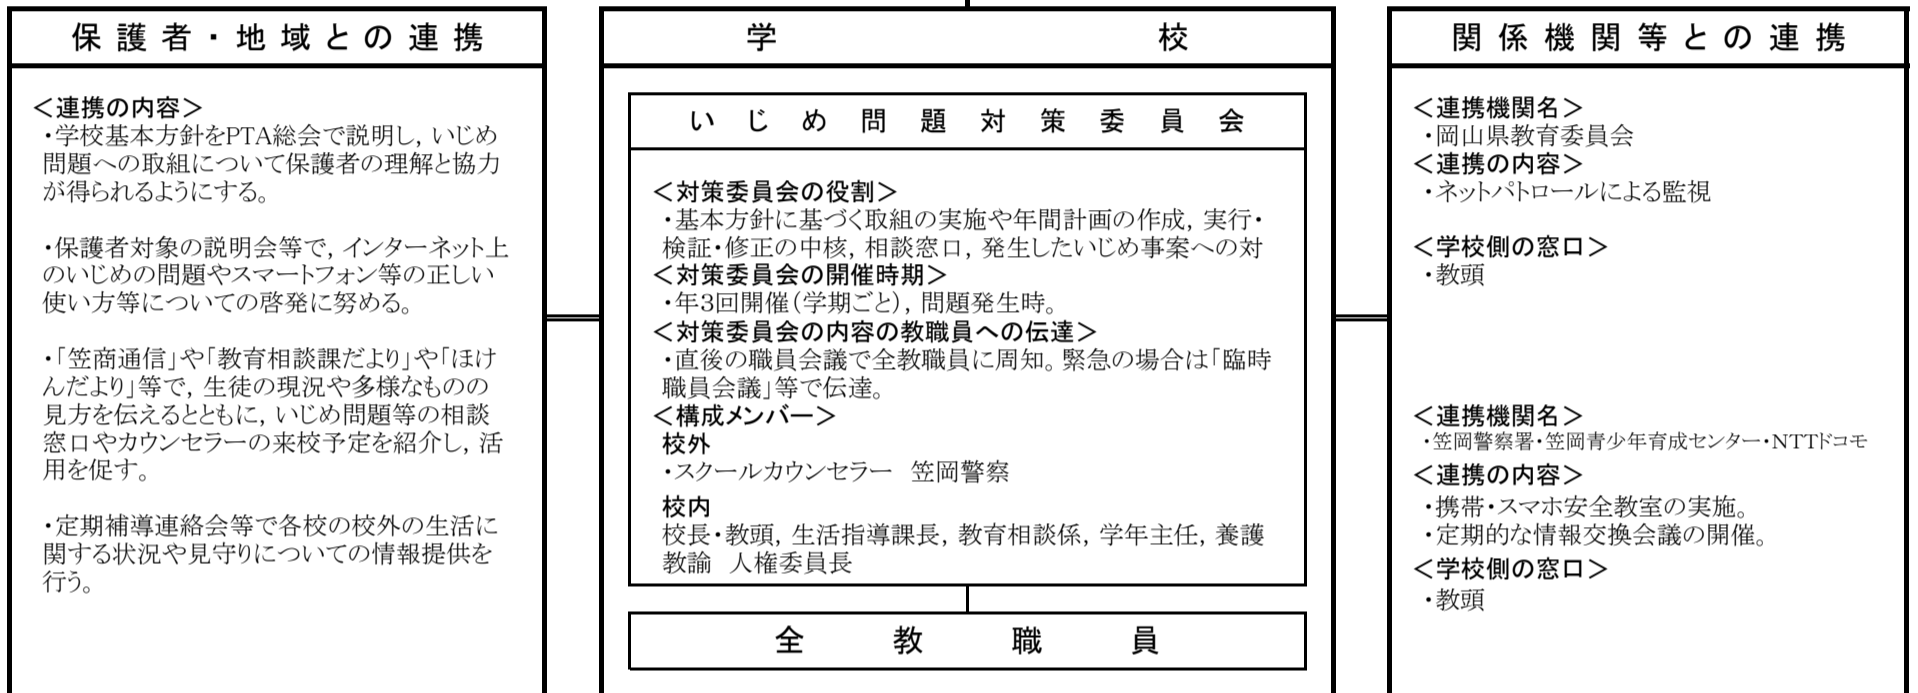 保護者・地域との連携
＜連携の内容＞
・学校基本方針をPTA総会で説明し，いじめ
問題への取組について保護者の理解と協力
が得られるようにする。
・保護者対象の説明会等で，インターネット上
のいじめの問題やスマートフォン等の正しい
使い方等についての啓発に努める。
・「笠商通信」や「教育相談課だより」や「ほけ
んだより」等で，生徒の現況や多様なものの
見方を伝えるとともに，いじめ問題等の相談
窓口やカウンセラーの来校予定を紹介し，活
用を促す。
・定期補導連絡会等で各校の校外の生活に
関する状況や見守りについての情報提供を
行う。
学校
いじめ問題対策委員会
＜対策委員会の役割＞
・基本方針に基づく取組の実施や年間計画の作成，実行・
検証・修正の中核，相談窓口，発生したいじめ事案への対
＜対策委員会の開催時期＞
・年3回開催（学期ごと），問題発生時。
＜対策委員会の内容の教職員への伝達＞
・直後の職員会議で全教職員に周知。緊急の場合は「臨時
職員会議」等で伝達。
＜構成メンバー＞
校外
・スクールカウンセラー　笠岡警察
校内
校長・教頭，生活指導課長，教育相談係，学年主任，養護
教諭　人権委員長
全教職員
関係機関等との連携
＜連携機関名＞
・岡山県教育委員会
＜連携の内容＞
・ネットパトロールによる監視
＜学校側の窓口＞
・教頭
＜連携機関名＞
・笠岡警察署・笠岡青少年育成センター・NTTドコモ
＜連携の内容＞
・携帯・スマホ安全教室の実施。
・定期的な情報交換会議の開催。
＜学校側の窓口＞
・教頭